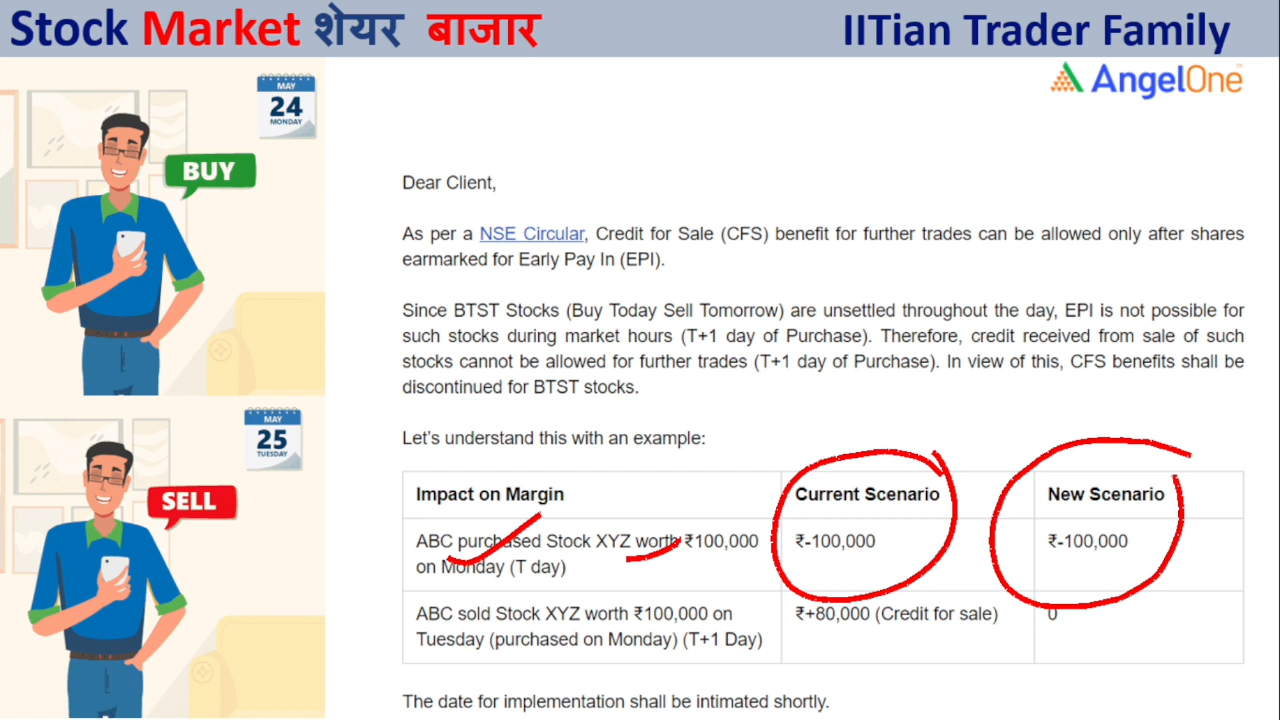 Stock Market शेयर बाजार IITian Trader Family
AngelOne
MAY
24
MONDAY
BUY
MAY
25
TUESDAY
SELL
Dear Client,
As per a NSE Circular, Credit for Sale (CFS) benefit for further trades can be allowed only after shares
earmarked for Early Pay In (EPI).
Since BTST Stocks (Buy Today Sell Tomorrow) are unsettled throughout the day, EPI is not possible for
such stocks during market hours (T+1 day of Purchase). Therefore, credit received from sale of such
stocks cannot be allowed for further trades (T+1 day of Purchase). In view of this, CFS benefits shall be
discontinued for BTST stocks.
Let's understand this with an example:
Impact on Margin Current Scenario New Scenario
ABC purchased Stock XYZ worth ₹100,000 ₹-100,000 ₹-100,000
on Monday (T day)
ABC sold Stock XYZ worth ₹100,000 on ₹+80,000 (Credit for sale) 0
Tuesday (purchased on Monday) (T+1 Day)
The date for implementation shall be intimated shortly.